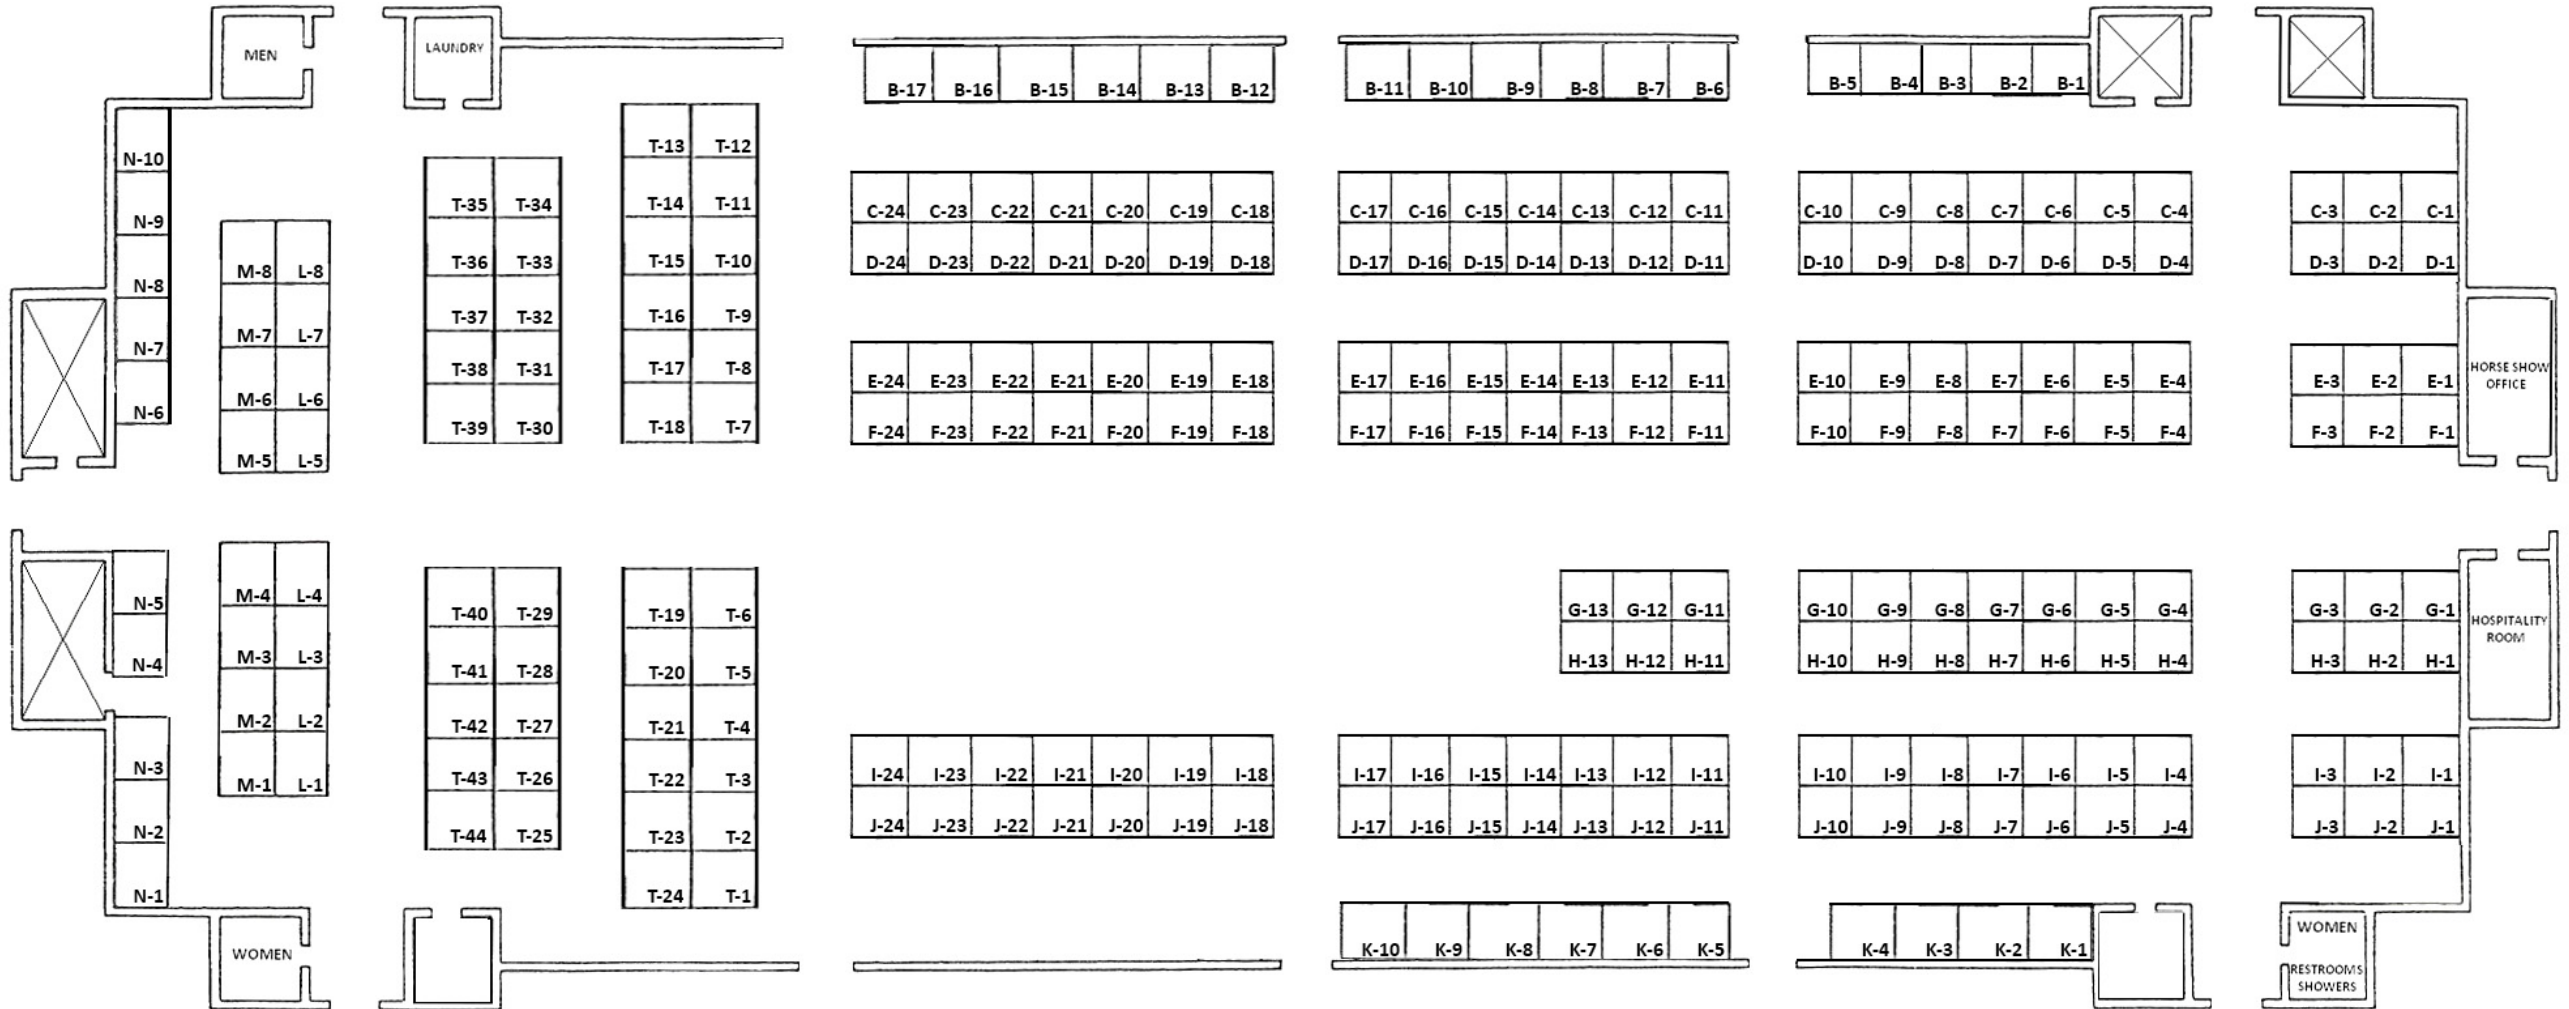 MEN
LAUNDRY
B-17 B-16 B-15 B-14 B-13 B-12 B-11 B-10 B-9 B-8 B-7 B-6 B-5 B-4 B-3 B-2 B-1
N-10
N-9
N-8
N-7
N-6
M-8 L-8
M-7 L-7
M-6 L-6
M-5 L-5
T-35 T-34
T-36 T-33
T-37 T-32
T-38 T-31
T-39 T-30
T-13 T-12
T-14 T-11
T-15 T-10
T-16 T-9
T-17 T-8
T-18 T-7
C-24 C-23 C-22 C-21 C-20 C-19 C-18 C-17 C-16 C-15 C-14 C-13 C-12 C-11 C-10 C-9 C-8 C-7 C-6 C-5 C-4 C-3 C-2 C-1
D-24 D-23 D-22 D-21 D-20 D-19 D-18 D-17 D-16 D-15 D-14 D-13 D-12 D-11 D-10 D-9 D-8 D-7 D-6 D-5 D-4 D-3 D-2 D-1
E-24 E-23 E-22 E-21 E-20 E-19 E-18 E-17 E-16 E-15 E-14 E-13 E-12 E-11 E-10 E-9 E-8 E-7 E-6 E-5 E-4 E-3 E-2 E-1
F-24 F-23 F-22 F-21 F-20 F-19 F-18 F-17 F-16 F-15 F-14 F-13 F-12 F-11 F-10 F-9 F-8 F-7 F-6 F-5 F-4 F-3 F-2 F-1
HORSE SHOW
OFFICE
N-5
N-4
N-3
N-2
N-1
M-4 L-4
M-3 L-3
M-2 L-2
M-1 L-1
T-40 T-29
T-41 T-28
T-42 T-27
T-43 T-26
T-44 T-25
T-19 T-6
T-20 T-5
T-21 T-4
T-22 T-3
T-23 T-2
T-24 T-1
G-13 G-12 G-11 G-10 G-9 G-8 G-7 G-6 G-5 G-4 G-3 G-2 G-1
H-13 H-12 H-11 H-10 H-9 H-8 H-7 H-6 H-5 H-4 H-3 H-2 H-1
HOSPITALITY
ROOM
I-24 I-23 I-22 I-21 I-20 I-19 I-18 I-17 I-16 I-15 I-14 I-13 I-12 I-11 I-10 I-9 I-8 I-7 I-6 I-5 I-4 I-3 I-2 I-1
J-24 J-23 J-22 J-21 J-20 J-19 J-18 J-17 J-16 J-15 J-14 J-13 J-12 J-11 J-10 J-9 J-8 J-7 J-6 J-5 J-4 J-3 J-2 J-1
K-10 K-9 K-8 K-7 K-6 K-5 K-4 K-3 K-2 K-1
WOMEN
WOMEN
RESTROOMS
SHOWERS